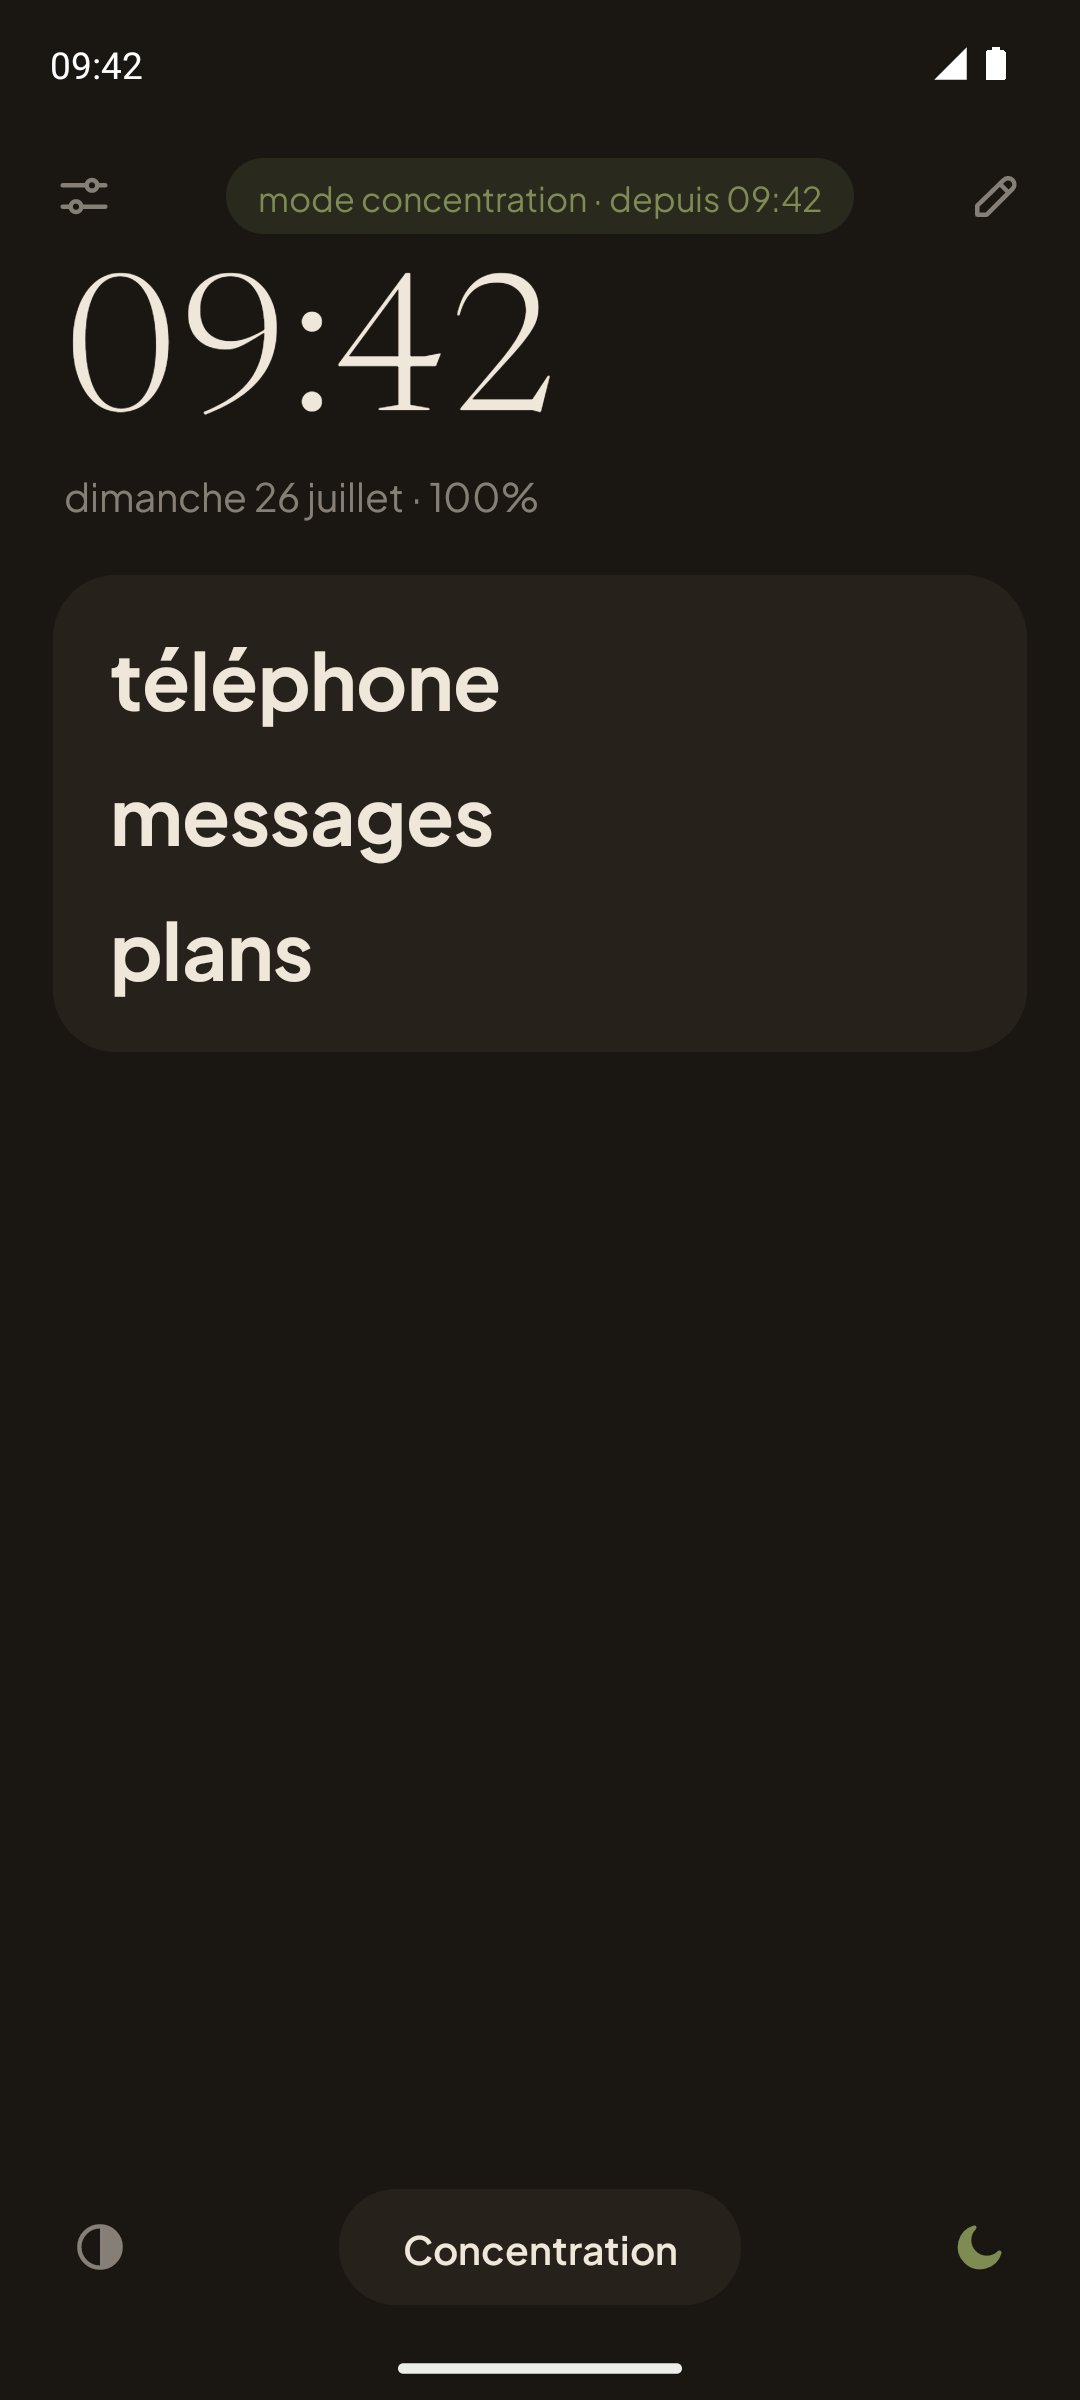 09:42
mode concentration · depuis 09:42
09:42
dimanche 26 juillet · 100%
téléphone
messages
plans
Concentration